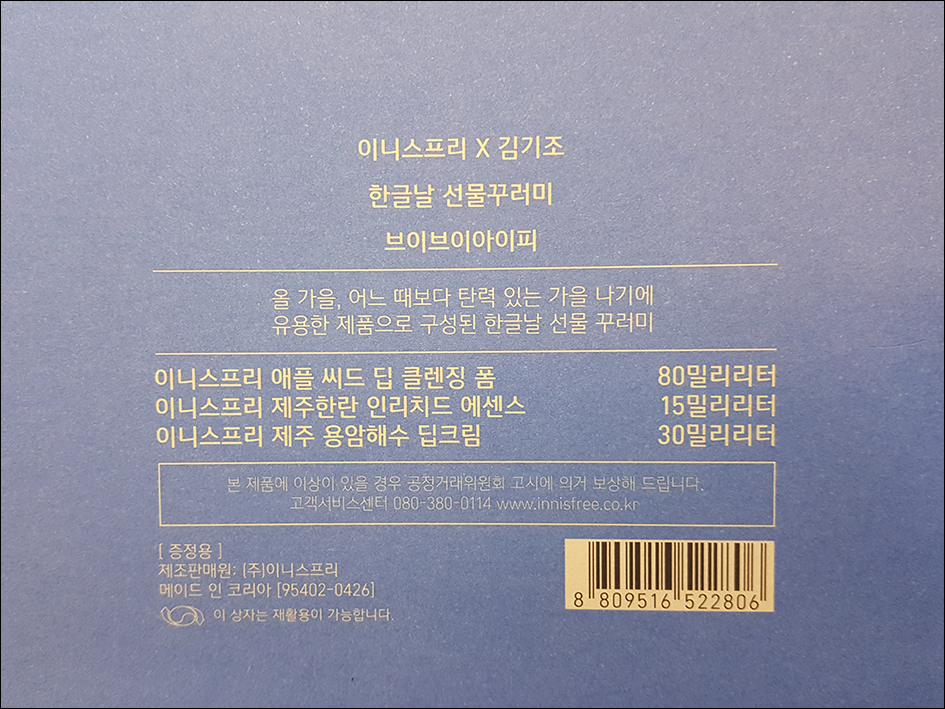 이니스프리 X 김기조
한글날 선물꾸러미
브이브이아이피
올 가을, 어느 때보다 탄력 있는 가을 나기에
유용한 제품으로 구성된 한글날 선물 꾸러미
이니스프리 애플 씨드 딥 클렌징 폼 80밀리리터
이니스프리 제주한란 인리치드 에센스 15밀리리터
이니스프리 제주 용암해수 딥크림 30밀리리터
본 제품에 이상이 있을 경우 공정거래위원회 고시에 의거 보상해 드립니다.
고객서비스센터 080-380-0114 www.innisfree.co.kr
[ 증정용 ]
제조판매원: (주)이니스프리
메이드 인 코리아 [95402-0426]
이 상자는 재활용이 가능합니다.
8 809516 522806